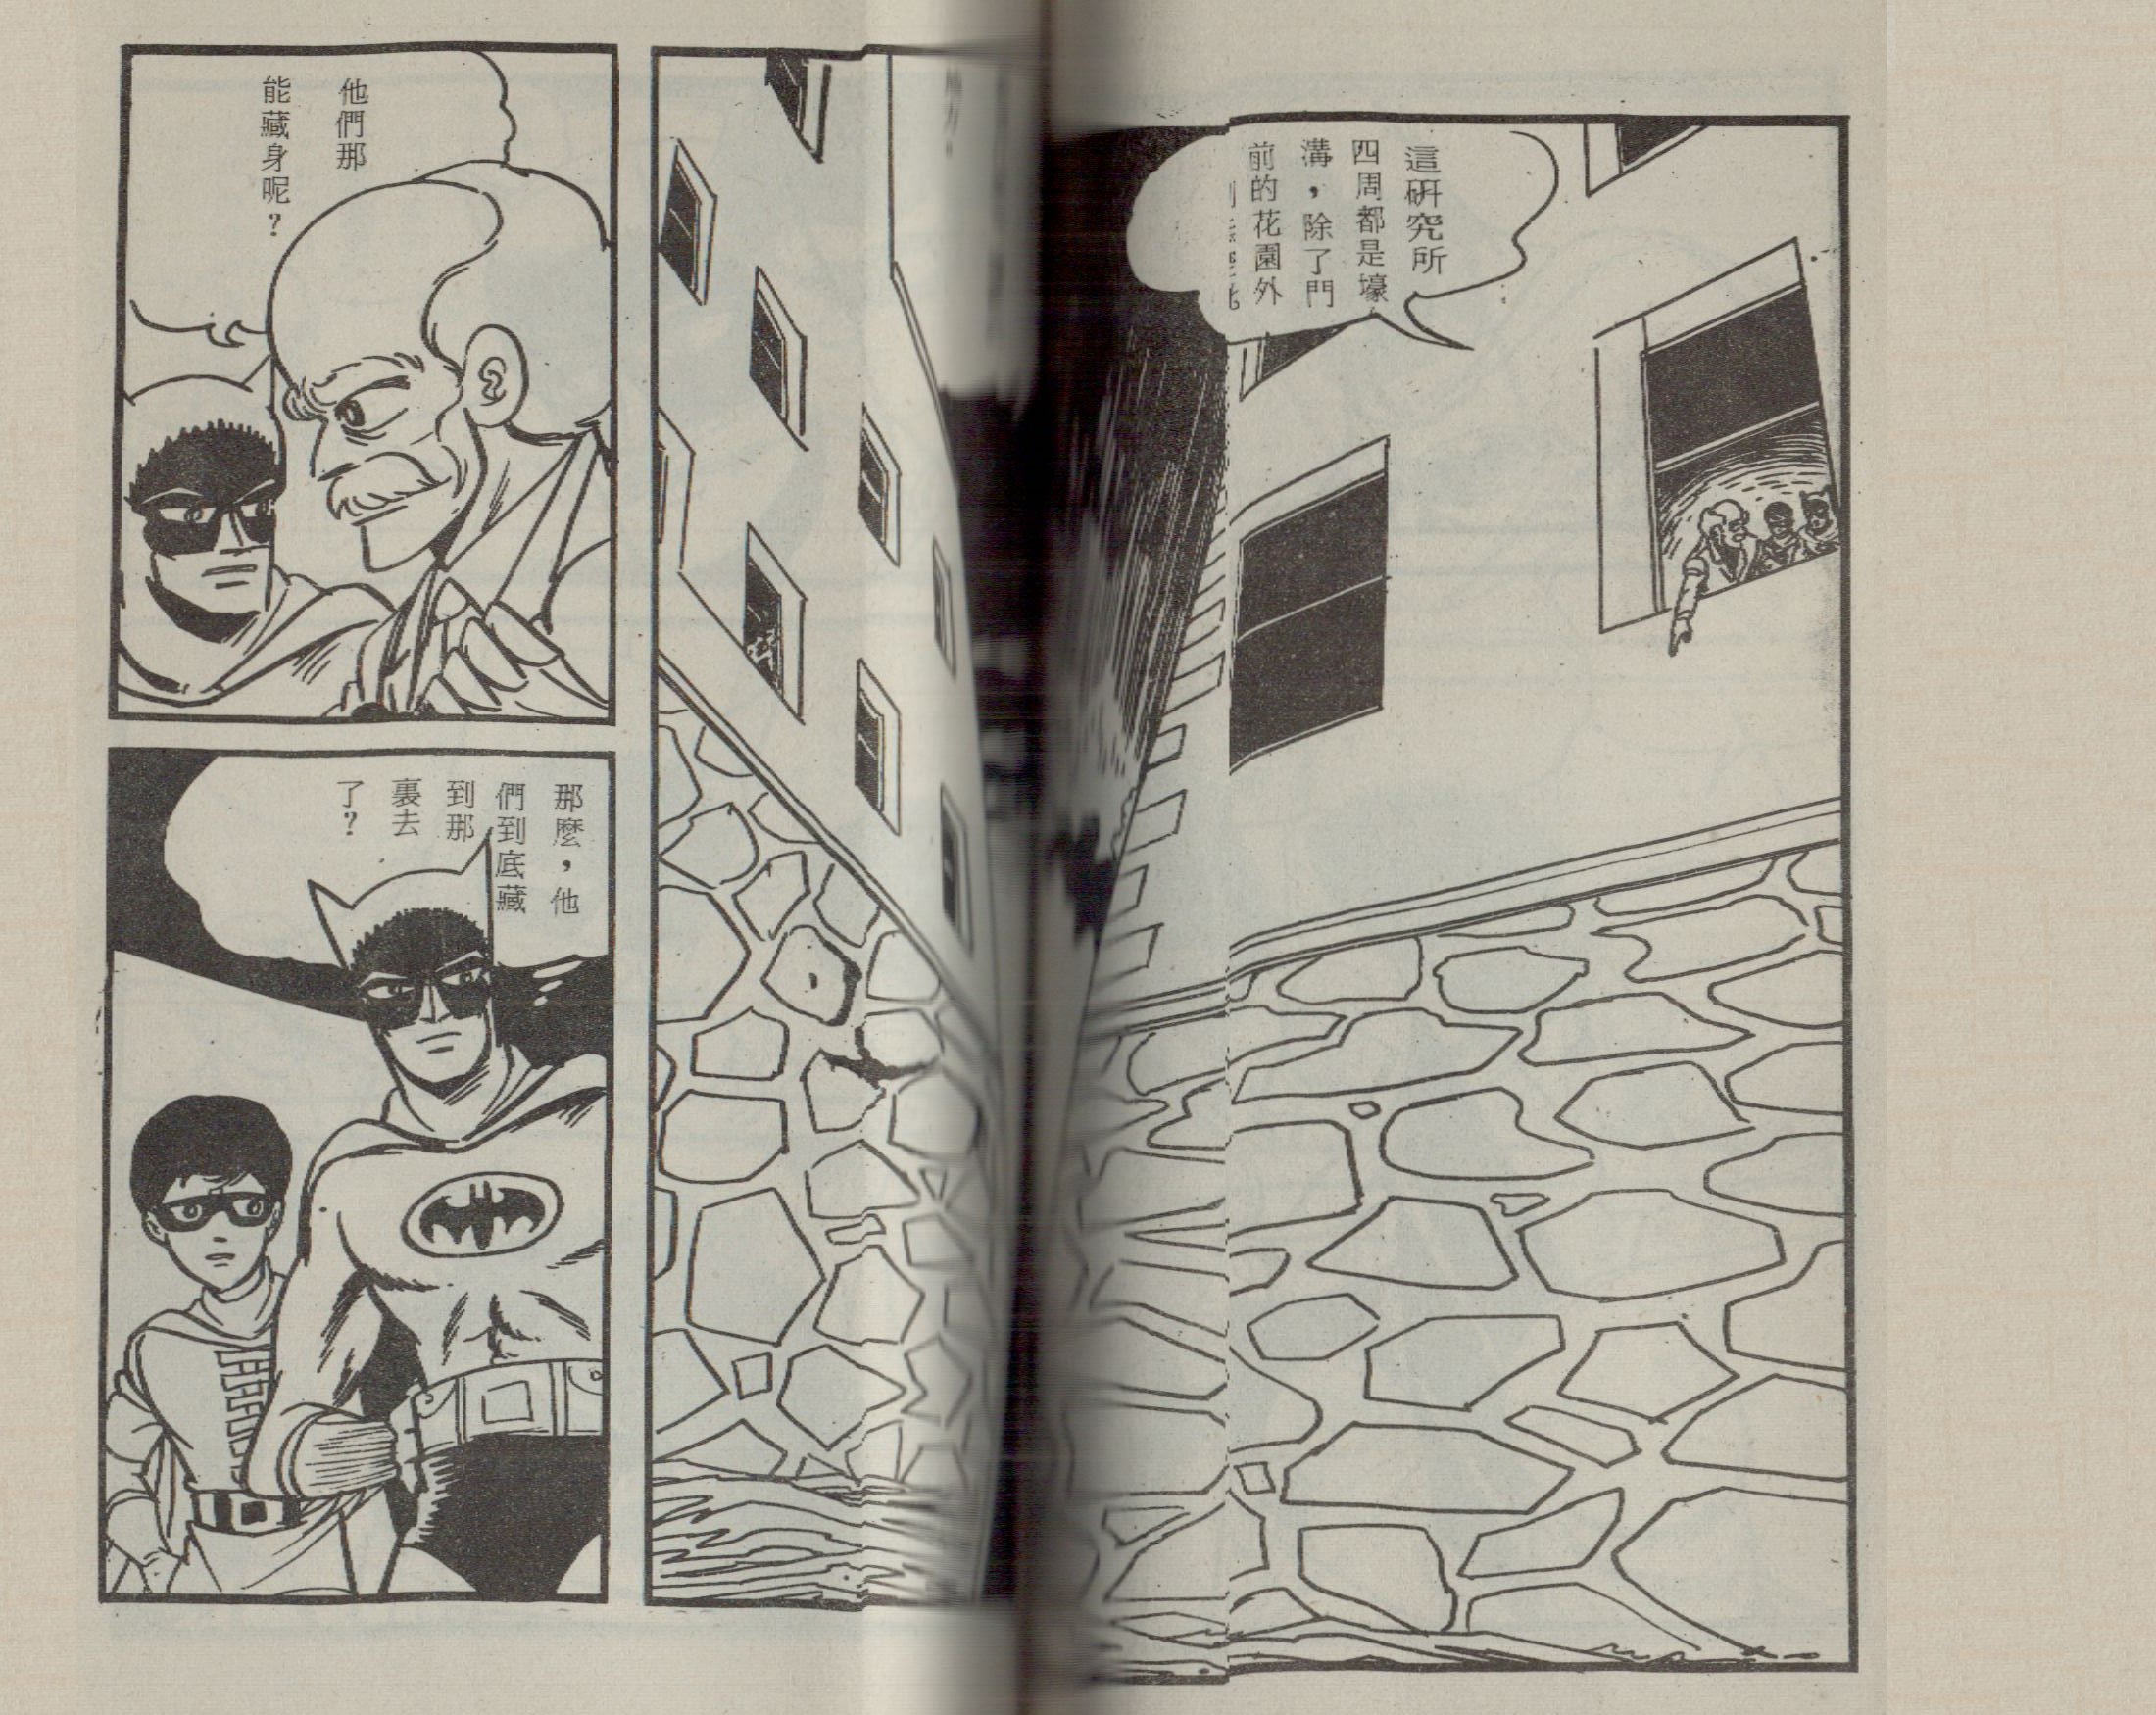 這硏究所
四周都是壕
溝，除了門
前的花園外
他們那
能藏身呢？
那麼，他
們到底藏
到那
裏去
了？